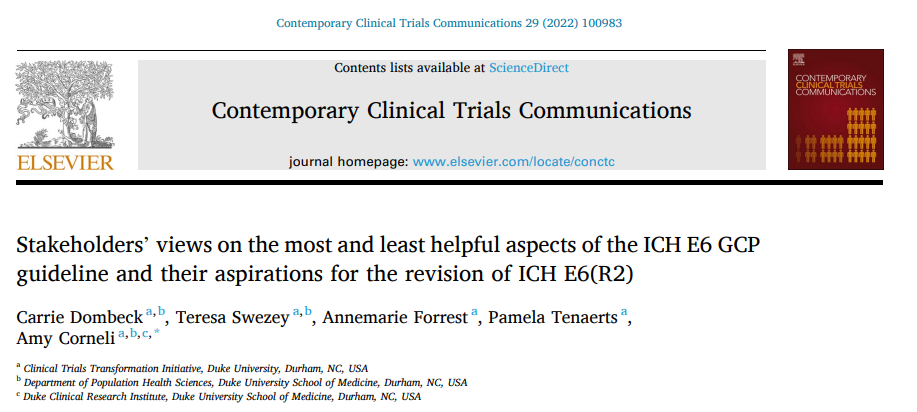 Contemporary Clinical Trials Communications 29 (2022) 100983
Contents lists available at ScienceDirect
Contemporary Clinical Trials Communications
journal homepage: www.elsevier.com/locate/conctc
ELSEVIER
CONTEMPORARY
CLINICAL TRIALS
COMMUNICATIONS
Stakeholders’ views on the most and least helpful aspects of the ICH E6 GCP
guideline and their aspirations for the revision of ICH E6(R2)
Carrie Dombeck a,b, Teresa Swezey a,b, Annemarie Forrest a, Pamela Tenaerts a,
Amy Corneli a,b,c,*
a Clinical Trials Transformation Initiative, Duke University, Durham, NC, USA
b Department of Population Health Sciences, Duke University School of Medicine, Durham, NC, USA
c Duke Clinical Research Institute, Duke University School of Medicine, Durham, NC, USA